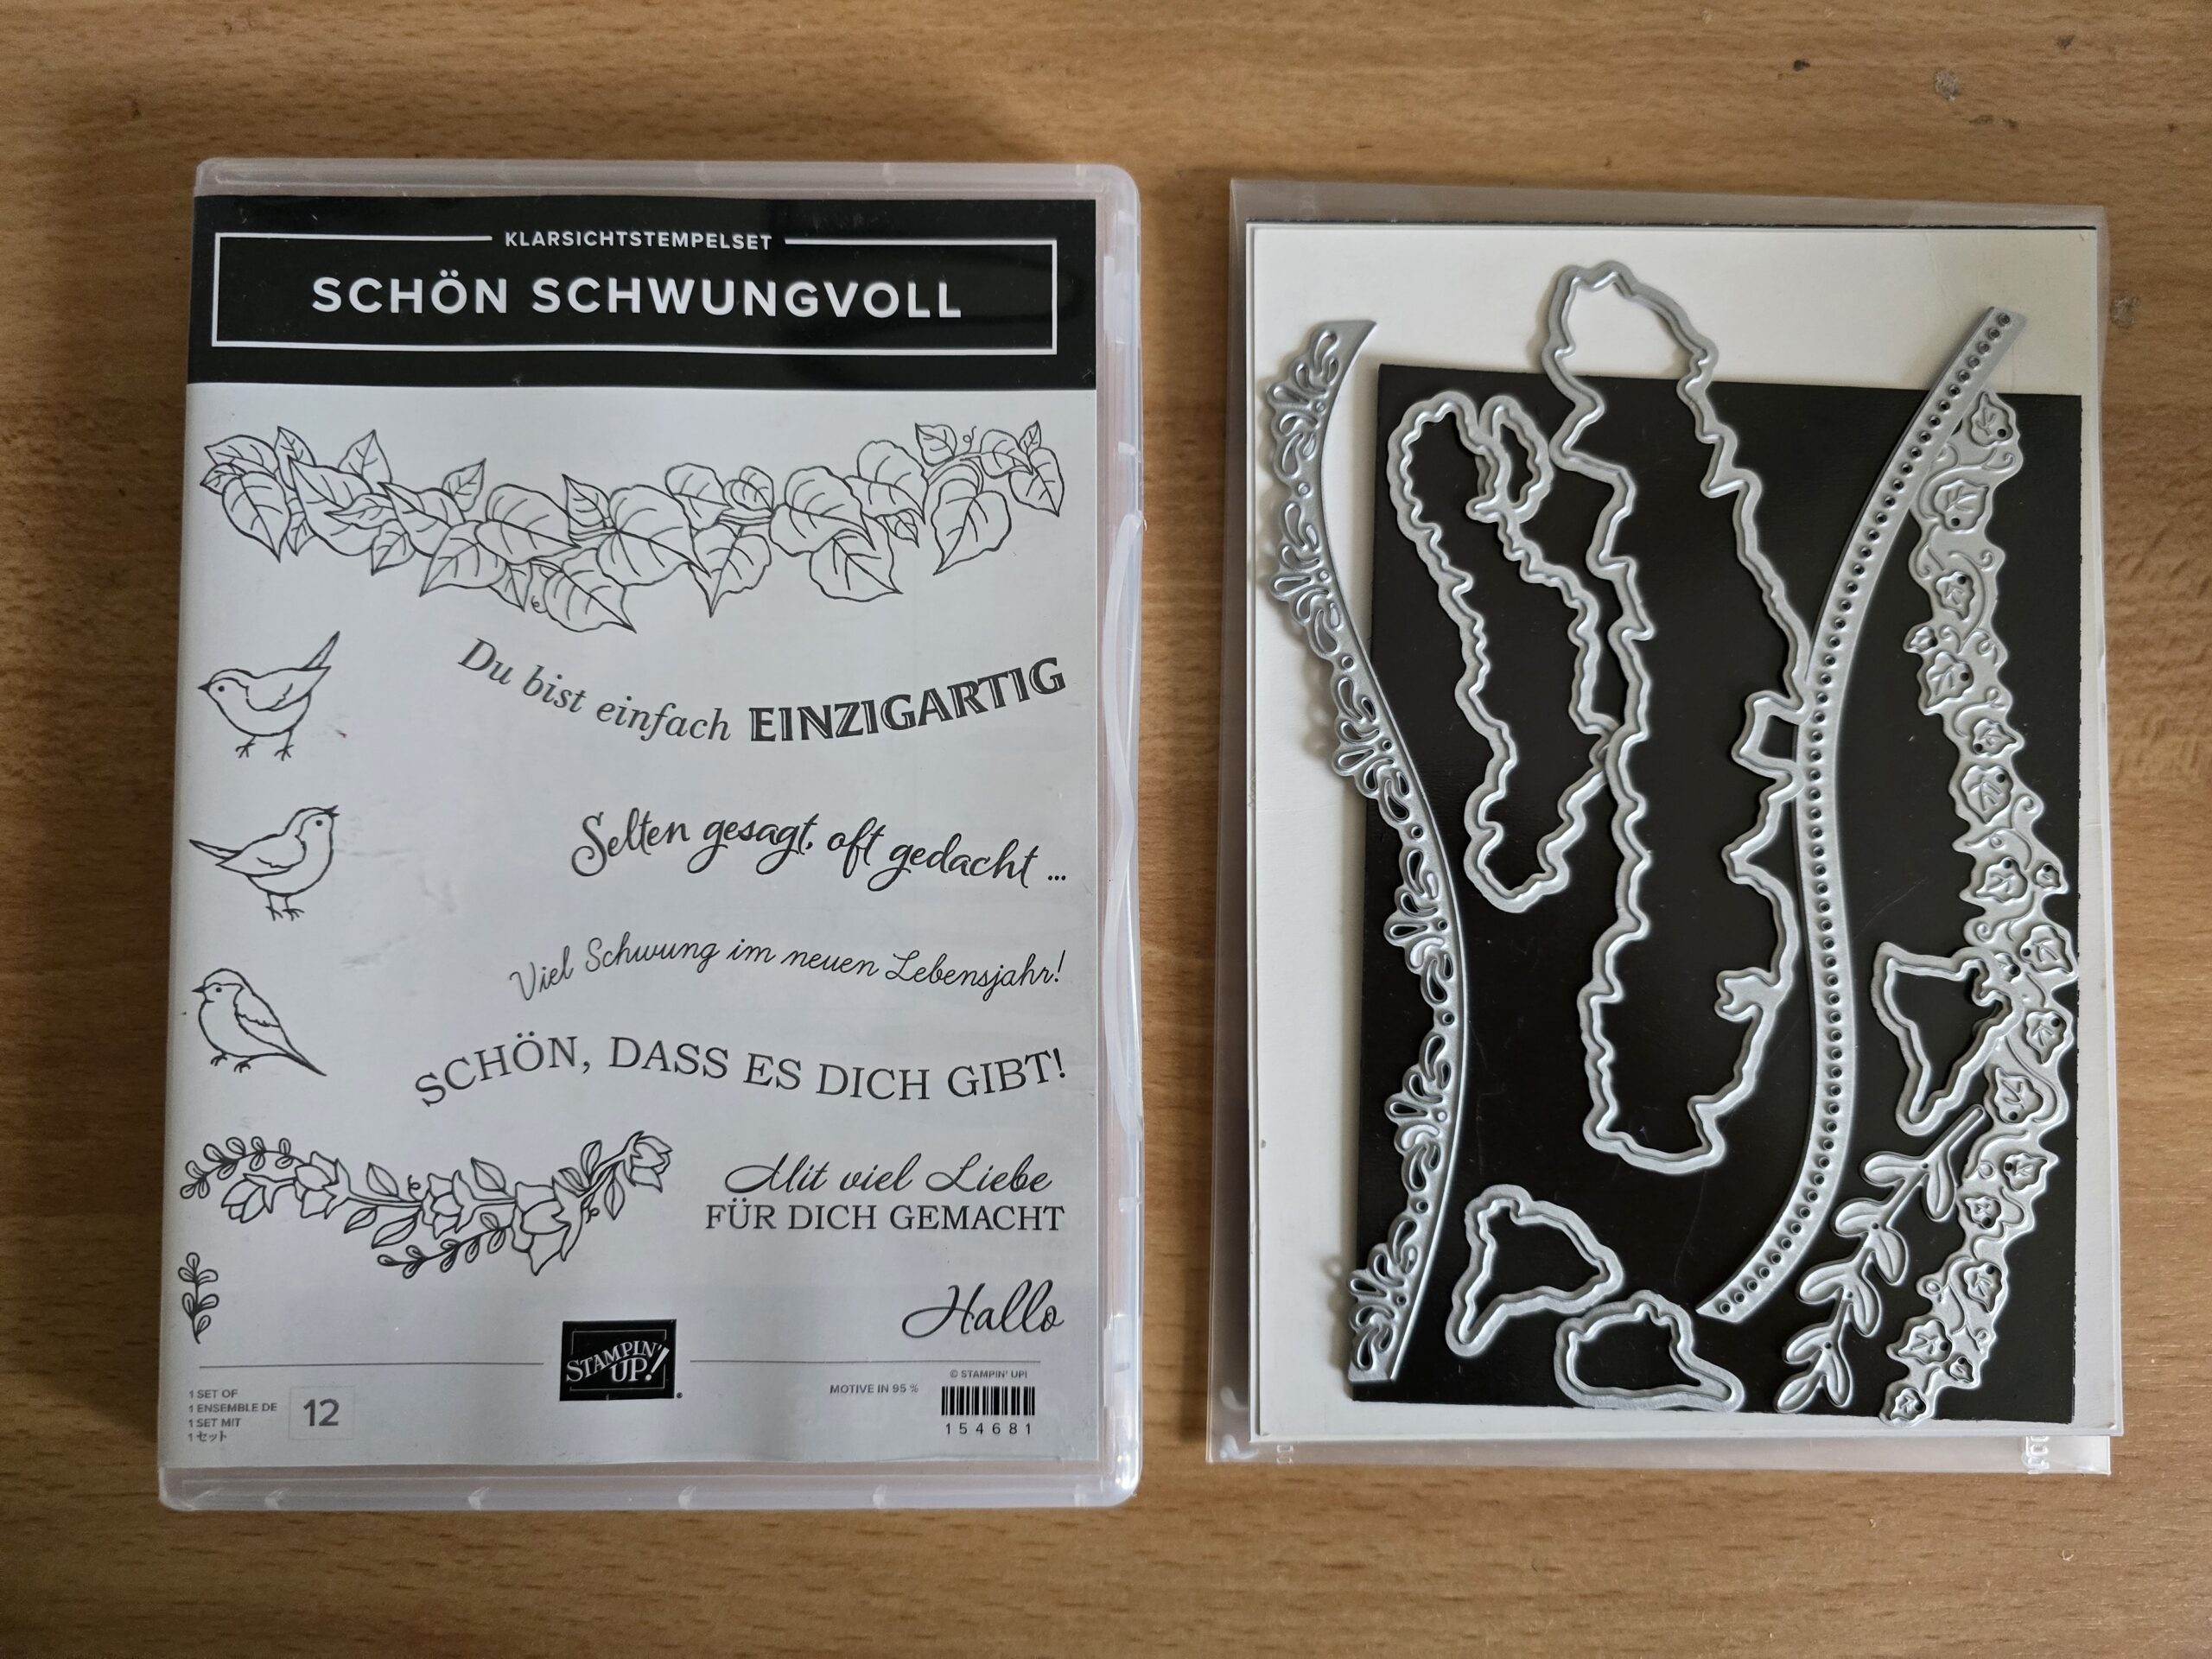 KLARSICHTSTEMPELSET
SCHÖN SCHWUNGVOLL
Du bist einfach EINZIGARTIG
Selten gesagt, oft gedacht ...
Viel Schwung im neuen Lebensjahr!
SCHÖN, DASS ES DICH GIBT!
Mit viel Liebe
FÜR DICH GEMACHT
Hallo
STAMPIN'
UP!
1 SET OF
1 ENSEMBLE DE
1 SET MIT
1セット
12
MOTIVE IN 95 %
© STAMPIN' UP!
154681